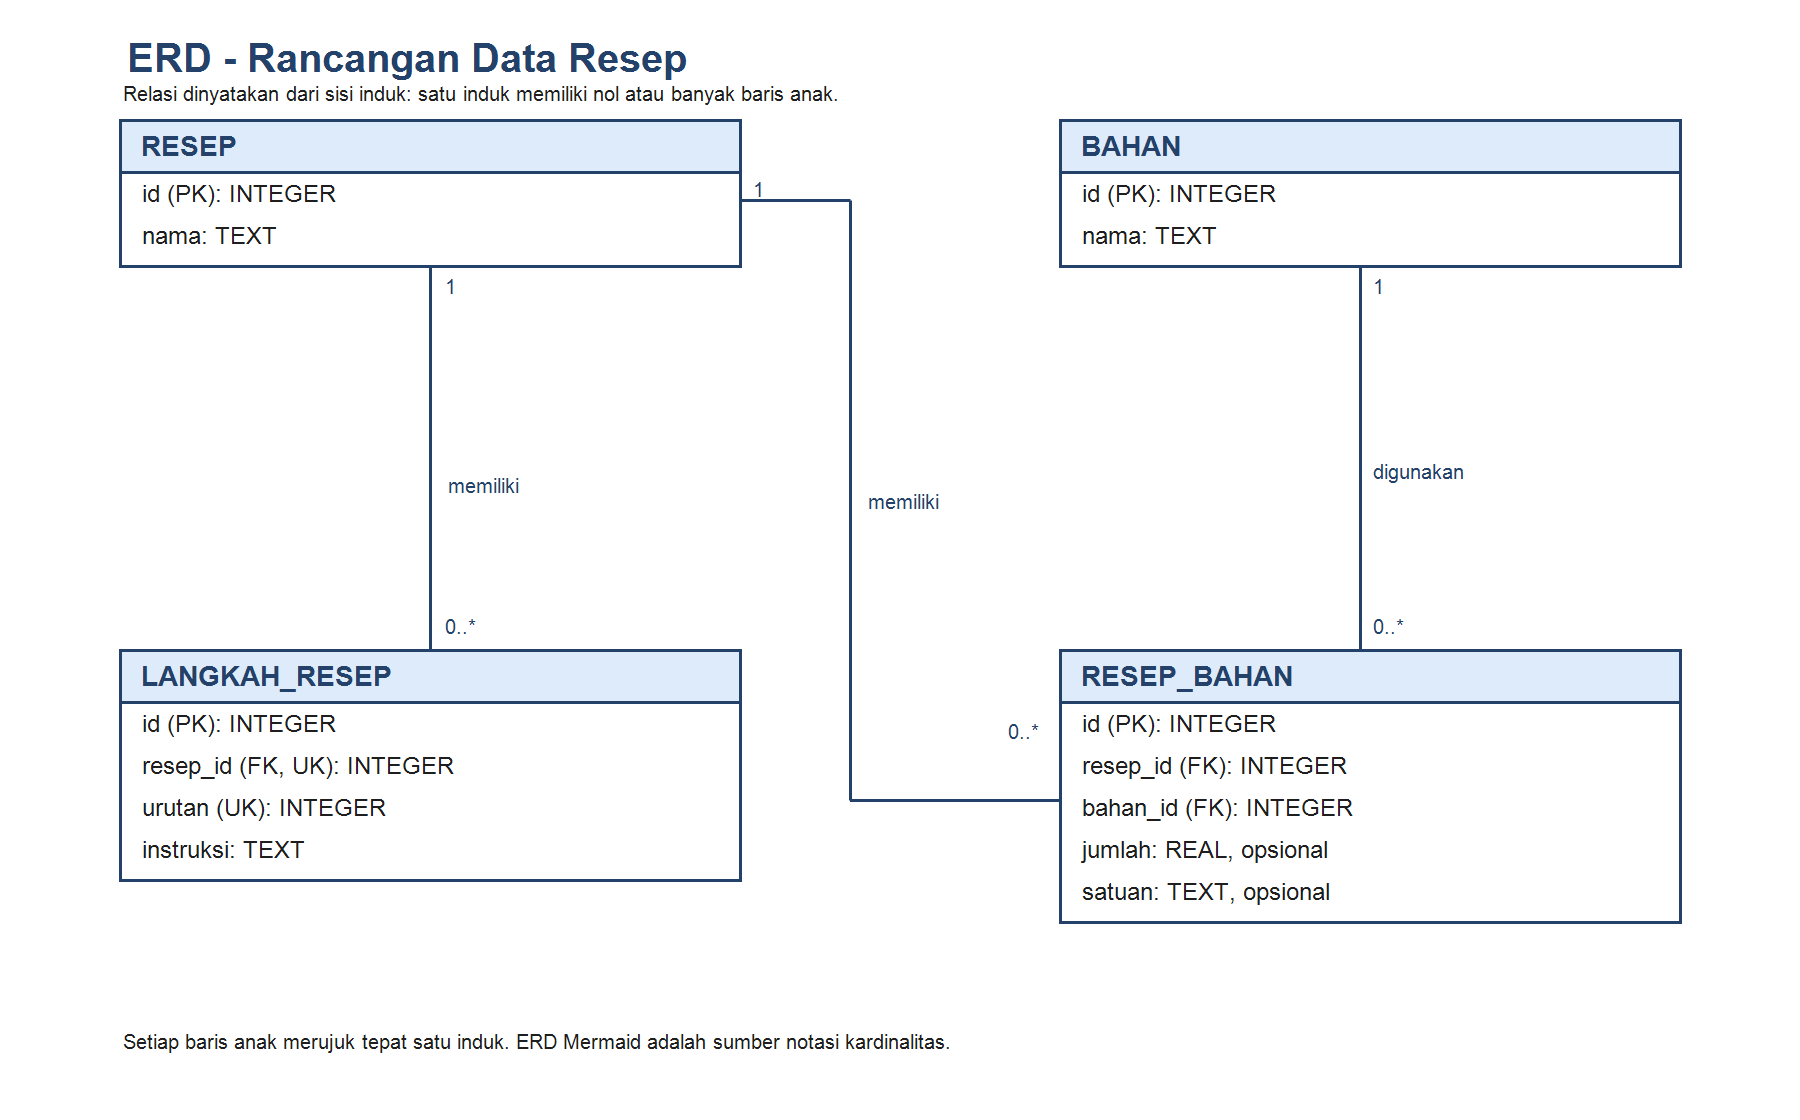 ERD - Rancangan Data Resep
Relasi dinyatakan dari sisi induk: satu induk memiliki nol atau banyak baris anak.
RESEP
id (PK): INTEGER
nama: TEXT
1
1
BAHAN
id (PK): INTEGER
nama: TEXT
1
memiliki
memiliki
digunakan
0..*
0..*
0..*
LANGKAH_RESEP
id (PK): INTEGER
resep_id (FK, UK): INTEGER
urutan (UK): INTEGER
instruksi: TEXT
RESEP_BAHAN
id (PK): INTEGER
resep_id (FK): INTEGER
bahan_id (FK): INTEGER
jumlah: REAL, opsional
satuan: TEXT, opsional
Setiap baris anak merujuk tepat satu induk. ERD Mermaid adalah sumber notasi kardinalitas.